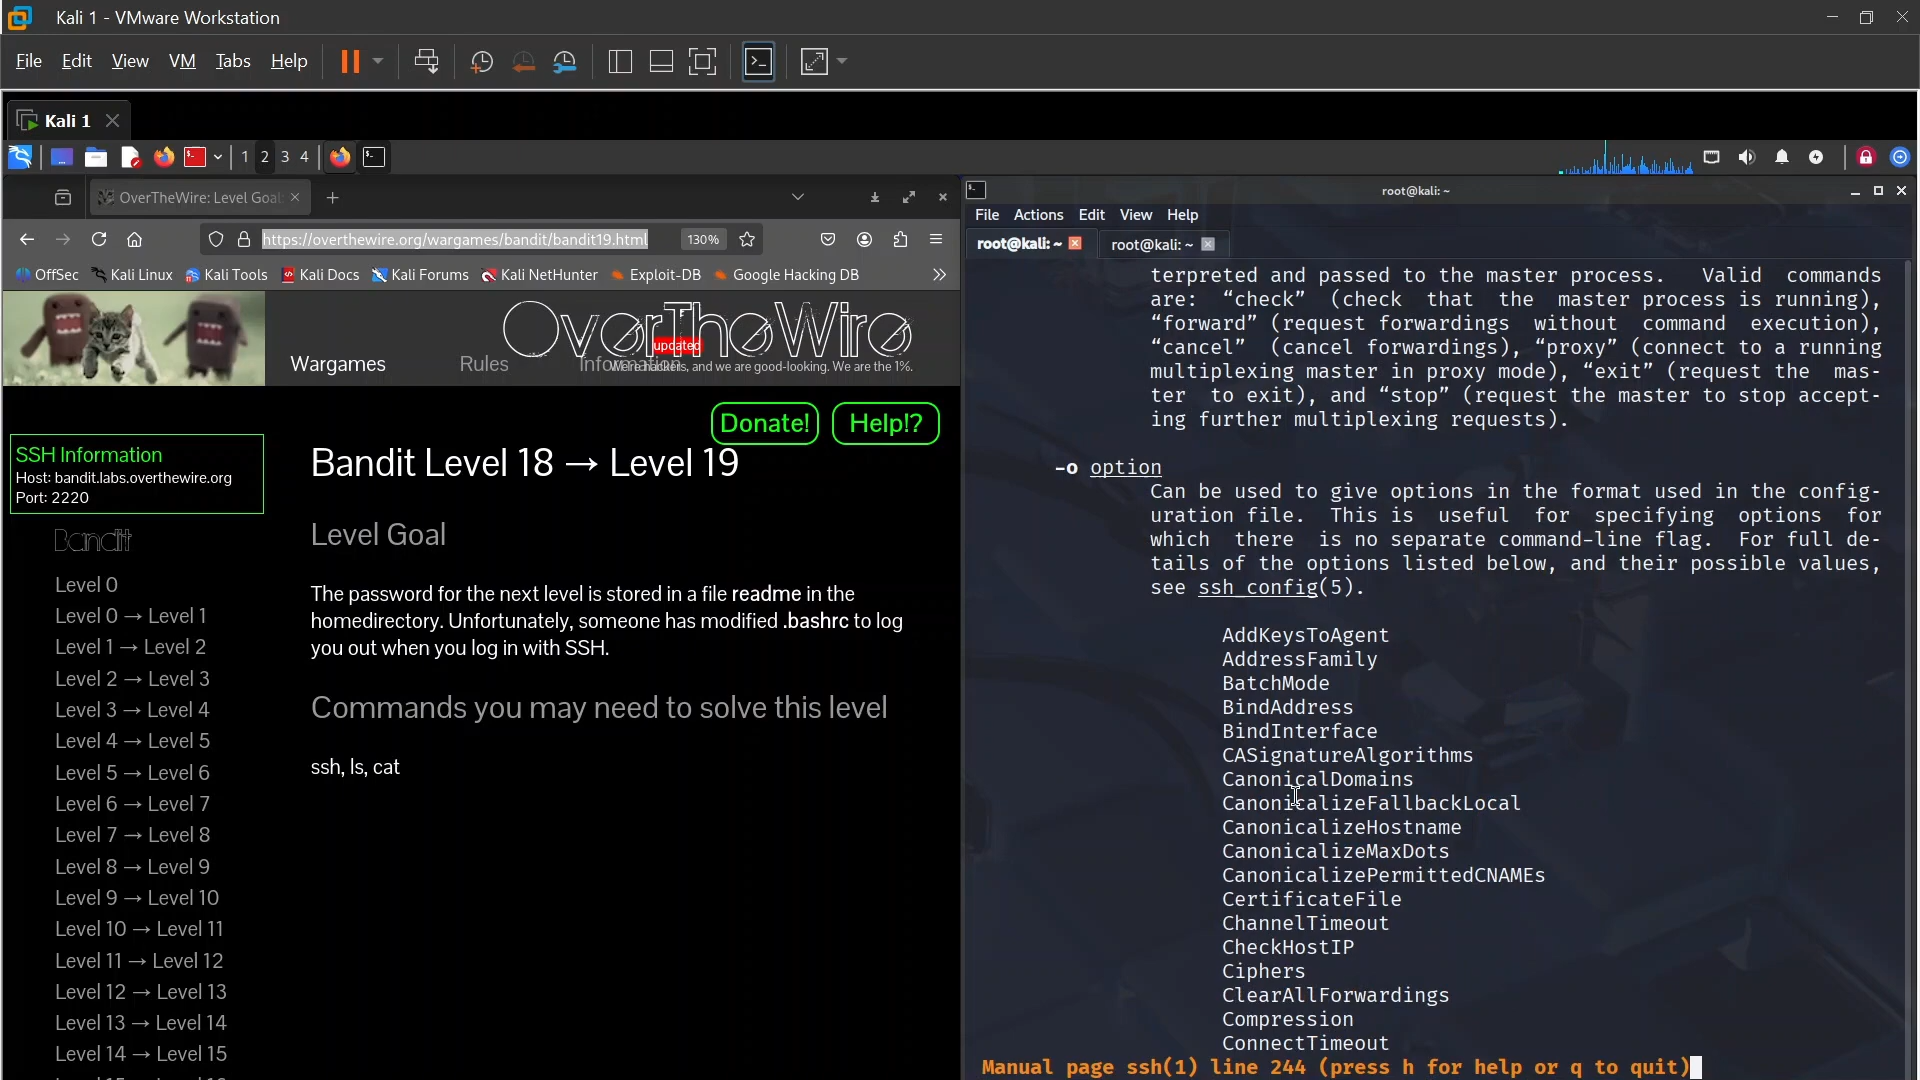 Kali 1 - VMware Workstation
File Edit View VM Tabs Help
Kali 1
1 2 3 4
OverTheWire: Level Goal
root@kali: ~
https://overthewire.org/wargames/bandit/bandit19.html 130%
File Actions Edit View Help
root@kali: ~ root@kali: ~
OffSec Kali Linux Kali Tools Kali Docs Kali Forums Kali NetHunter Exploit-DB Google Hacking DB
OverTheWire
updated
Wargames Rules Information
We're hackers, and we are good-looking. We are the 1%.
Donate! Help!?
SSH Information
Host: bandit.labs.overthewire.org
Port: 2220
Bandit
Level 0
Level 0 → Level 1
Level 1 → Level 2
Level 2 → Level 3
Level 3 → Level 4
Level 4 → Level 5
Level 5 → Level 6
Level 6 → Level 7
Level 7 → Level 8
Level 8 → Level 9
Level 9 → Level 10
Level 10 → Level 11
Level 11 → Level 12
Level 12 → Level 13
Level 13 → Level 14
Level 14 → Level 15
Bandit Level 18 → Level 19
Level Goal
The password for the next level is stored in a file readme in the
homedirectory. Unfortunately, someone has modified .bashrc to log
you out when you log in with SSH.
Commands you may need to solve this level
ssh, ls, cat
terpreted and passed to the master process. Valid commands
are: “check” (check that the master process is running),
“forward” (request forwardings without command execution),
“cancel” (cancel forwardings), “proxy” (connect to a running
multiplexing master in proxy mode), “exit” (request the mas-
ter to exit), and “stop” (request the master to stop accept-
ing further multiplexing requests).
-o option
Can be used to give options in the format used in the config-
uration file. This is useful for specifying options for
which there is no separate command-line flag. For full de-
tails of the options listed below, and their possible values,
see ssh_config(5).
AddKeysToAgent
AddressFamily
BatchMode
BindAddress
BindInterface
CASignatureAlgorithms
CanonicalDomains
CanonicalizeFallbackLocal
CanonicalizeHostname
CanonicalizeMaxDots
CanonicalizePermittedCNAMEs
CertificateFile
ChannelTimeout
CheckHostIP
Ciphers
ClearAllForwardings
Compression
ConnectTimeout
Manual page ssh(1) line 244 (press h for help or q to quit)